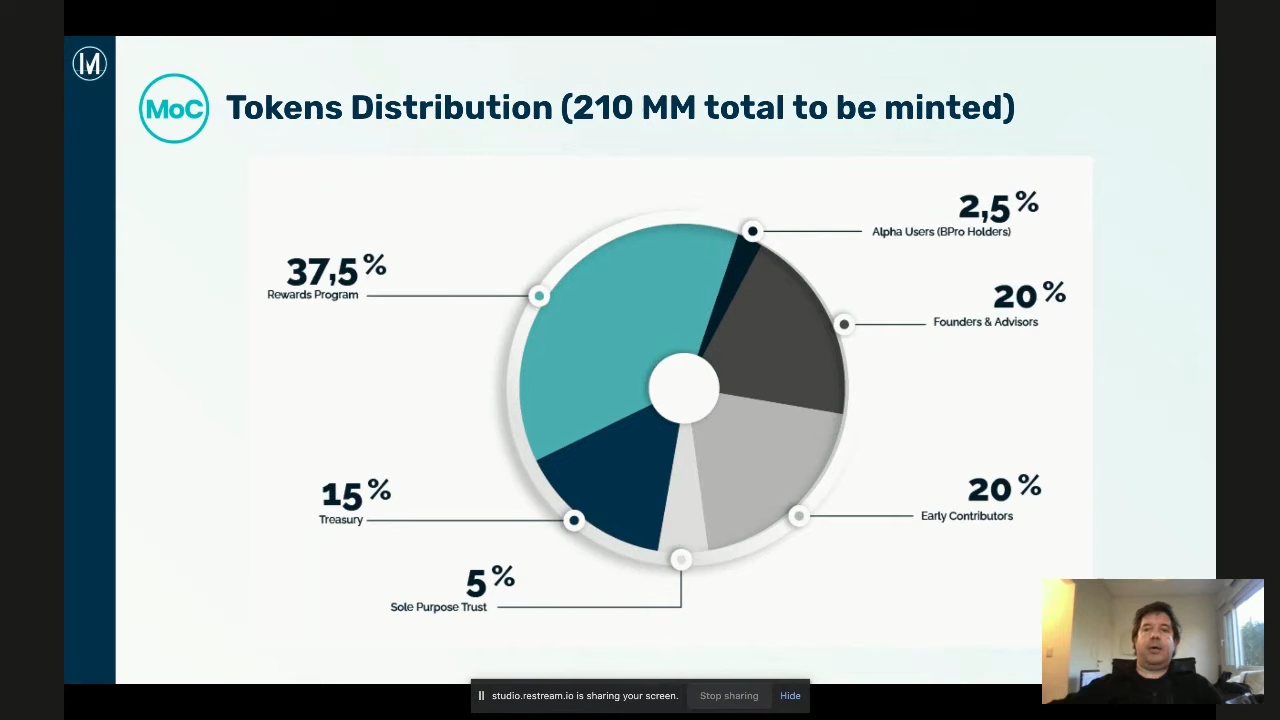 M
MoC
Tokens Distribution (210 MM total to be minted)
2,5%
Alpha Users (BPro Holders)
37,5%
Rewards Program
20%
Founders & Advisors
15%
Treasury
20%
Early Contributors
5%
Sole Purpose Trust
studio.restream.io is sharing your screen.
Stop sharing
Hide